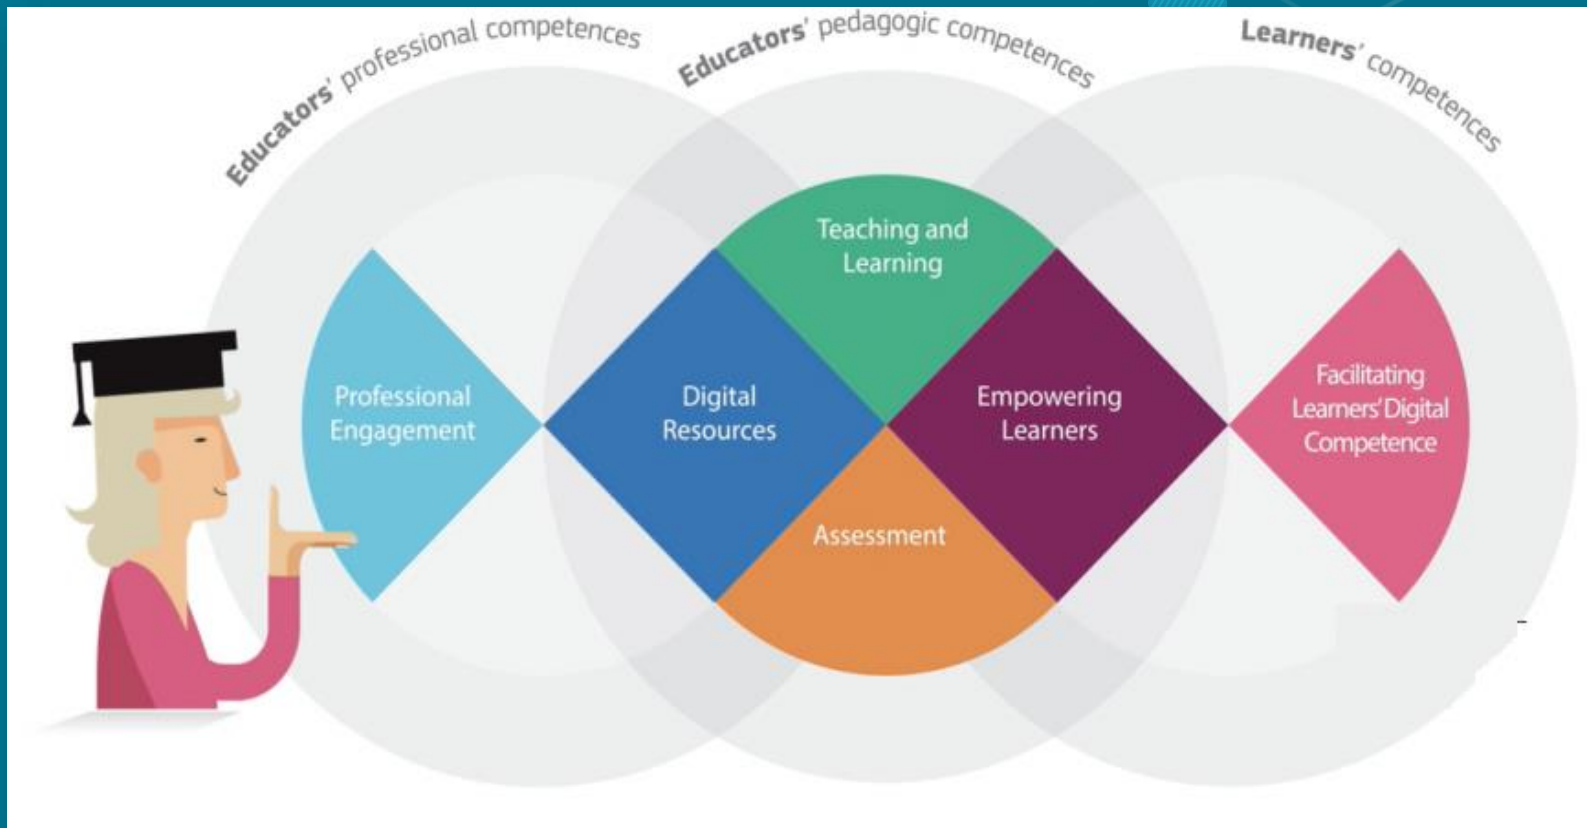 Educators' professional competences
Educators' pedagogic competences
Learners' competences
Teaching and
Learning
Professional
Engagement
Digital
Resources
Empowering
Learners
Facilitating
Learners' Digital
Competence
Assessment